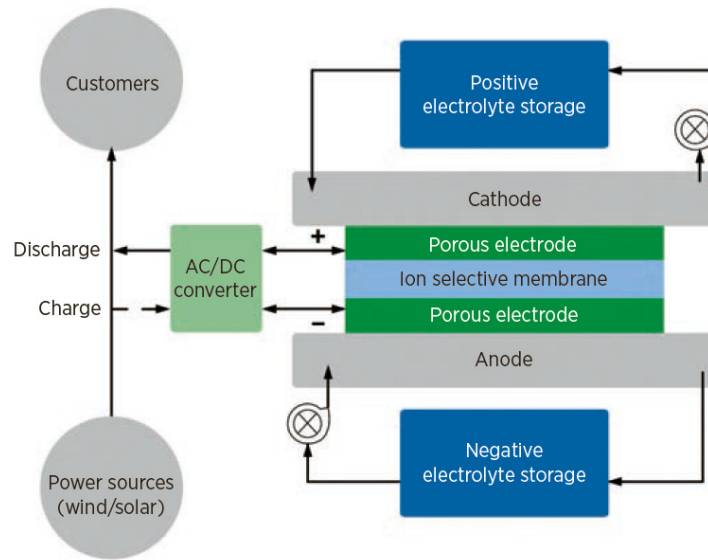 Customers
Positive
electrolyte storage
Cathode
+
Porous electrode
Discharge
AC/DC
converter
Ion selective membrane
Charge
–
Porous electrode
Anode
Power sources
(wind/solar)
Negative
electrolyte storage